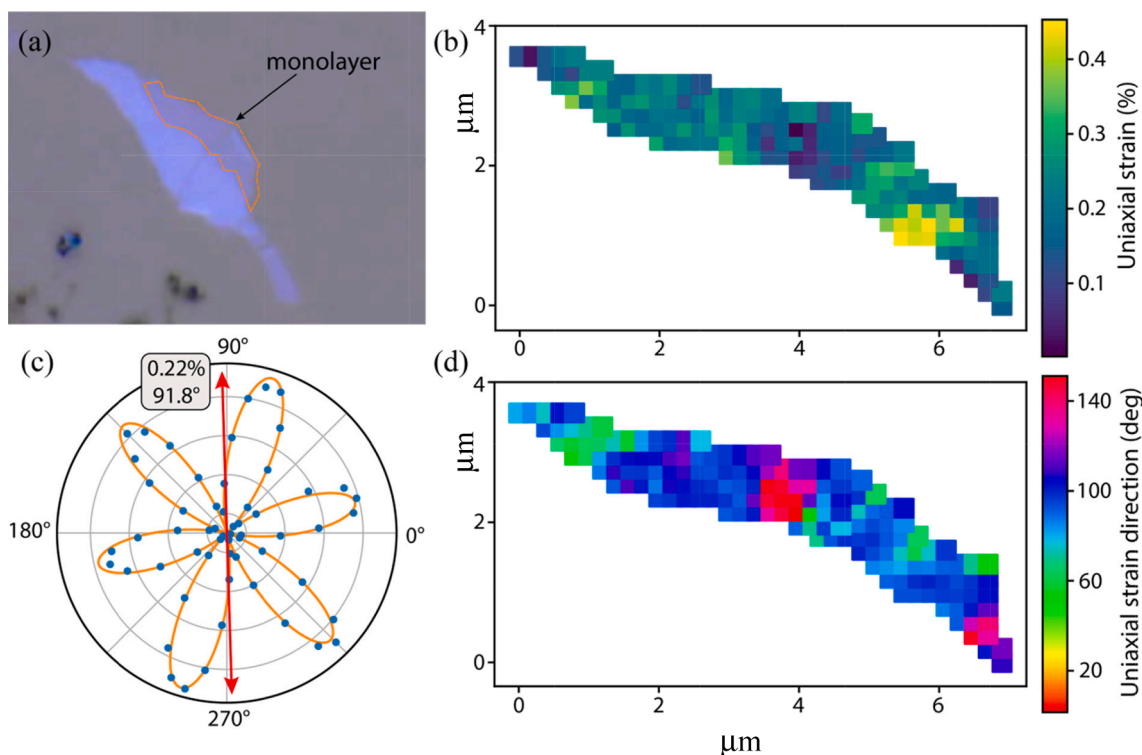 (a)
monolayer
(b)
4
2
0
μm
0
2
4
6
0.4
0.3
0.2
0.1
Uniaxial strain (%)
(c)
90°
0.22%
91.8°
180°
0°
270°
(d)
4
2
0
μm
0
2
4
6
μm
140
100
60
20
Uniaxial strain direction (deg)